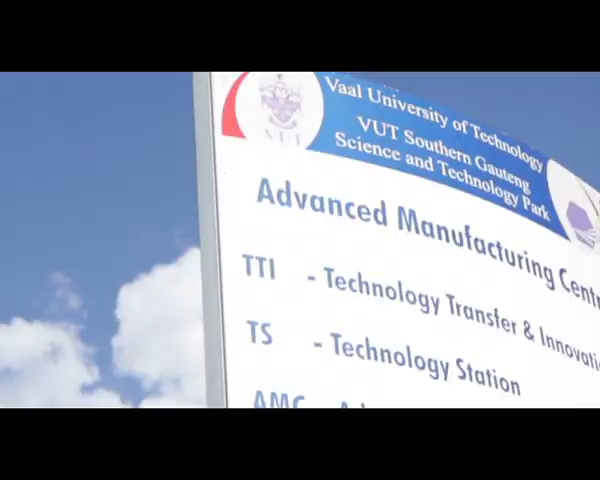 VUT
Vaal University of Technology
VUT Southern Gauteng
Science and Technology Park
Advanced Manufacturing Centr
TTI - Technology Transfer & Innovati
TS - Technology Station
AMC -